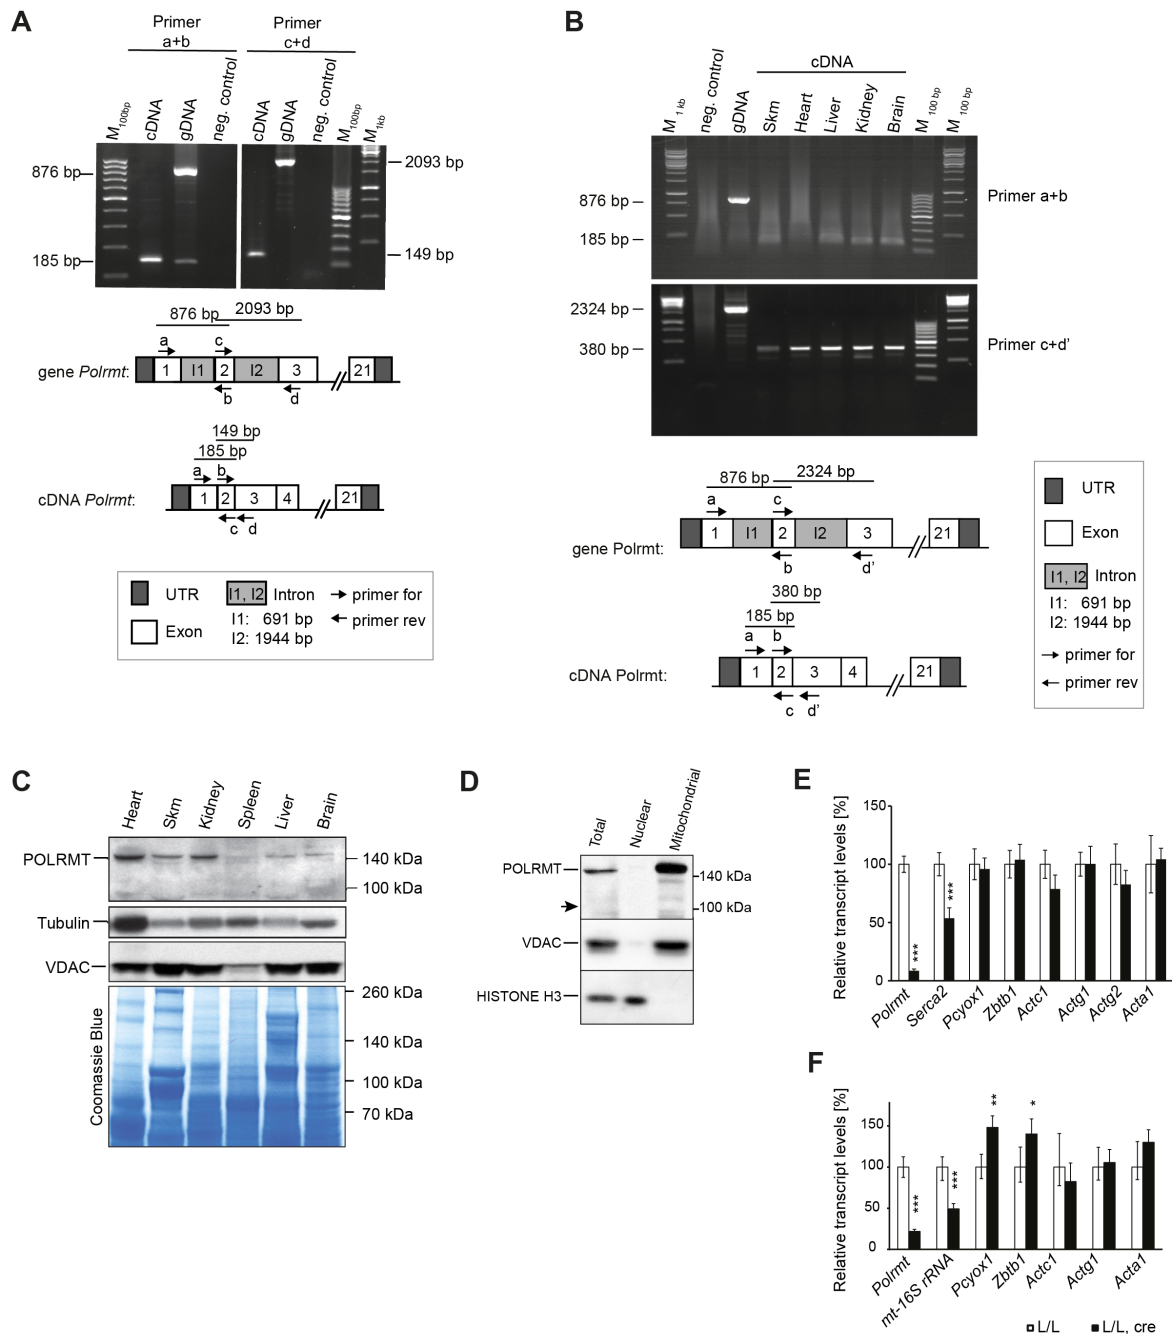 A
Primer
a+b
Primer
c+d
M100bp
cDNA
gDNA
neg. control
cDNA
gDNA
neg. control
M100bp
M1kb
876 bp
185 bp
2093 bp
149 bp
876 bp
2093 bp
a
c
gene Polrmt:
1
I1
2
I2
3
21
b
d
149 bp
185 bp
a
b
cDNA Polrmt:
1
2
3
4
21
c
d
UTR
I1, I2
Intron
primer for
Exon
I1: 691 bp
I2: 1944 bp
primer rev
B
cDNA
M 1 kb
neg. control
gDNA
Skm
Heart
Liver
Kidney
Brain
M 100 bp
M 100 bp
876 bp
185 bp
Primer a+b
2324 bp
380 bp
Primer c+d'
876 bp
2324 bp
a
c
gene Polrmt:
1
I1
2
I2
3
21
b
d'
380 bp
185 bp
a
b
cDNA Polrmt:
1
2
3
4
21
c
d'
UTR
Exon
I1, I2
Intron
I1: 691 bp
I2: 1944 bp
primer for
primer rev
C
Heart
Skm
Kidney
Spleen
Liver
Brain
POLRMT
140 kDa
100 kDa
Tubulin
VDAC
Coomassie Blue
260 kDa
140 kDa
100 kDa
70 kDa
D
Total
Nuclear
Mitochondrial
POLRMT
140 kDa
100 kDa
VDAC
HISTONE H3
E
Relative transcript levels [%]
150
100
50
0
***
***
Polrmt
Serca2
Pcyox1
Zbtb1
Actc1
Actg1
Actg2
Acta1
F
Relative transcript levels [%]
150
100
50
0
***
***
**
*
Polrmt
mt-16S rRNA
Pcyox1
Zbtb1
Actc1
Actg1
Acta1
L/L
L/L, cre